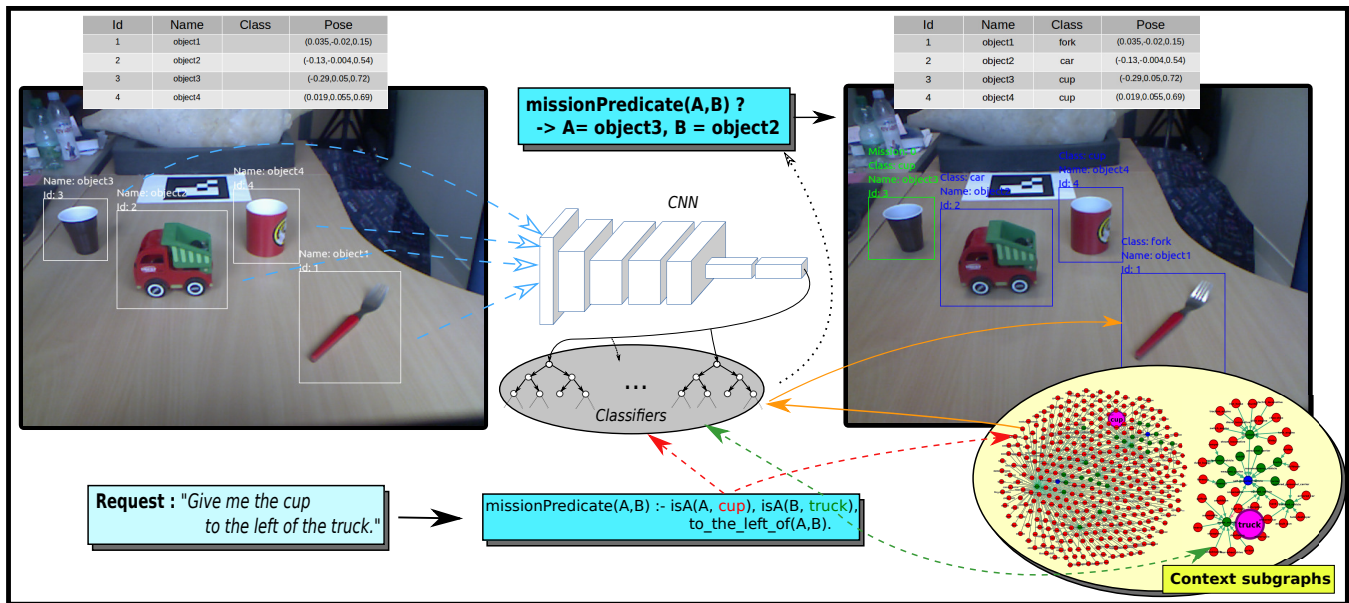 Id Name Class Pose
1 object1 (0.035,-0.02,0.15)
2 object2 (-0.13,-0.004,0.54)
3 object3 (-0.29,0.05,0.72)
4 object4 (0.019,0.055,0.69)
Id Name Class Pose
1 object1 fork (0.035,-0.02,0.15)
2 object2 car (-0.13,-0.004,0.54)
3 object3 cup (-0.29,0.05,0.72)
4 object4 cup (0.019,0.055,0.69)
missionPredicate(A,B) ?
-> A= object3, B = object2
Name: object3
Id: 3
Name: object2
Id: 2
Name: object4
Id: 4
Name: object1
Id: 1
CNN
...
Classifiers
Class: cup
Name: object3
Id: 3
Class: car
Name: object2
Id: 2
Class: cup
Name: object4
Id: 4
Class: fork
Name: object1
Id: 1
cup
truck
Context subgraphs
Request : "Give me the cup
to the left of the truck."
missionPredicate(A,B) :- isA(A, cup), isA(B, truck),
to_the_left_of(A,B).